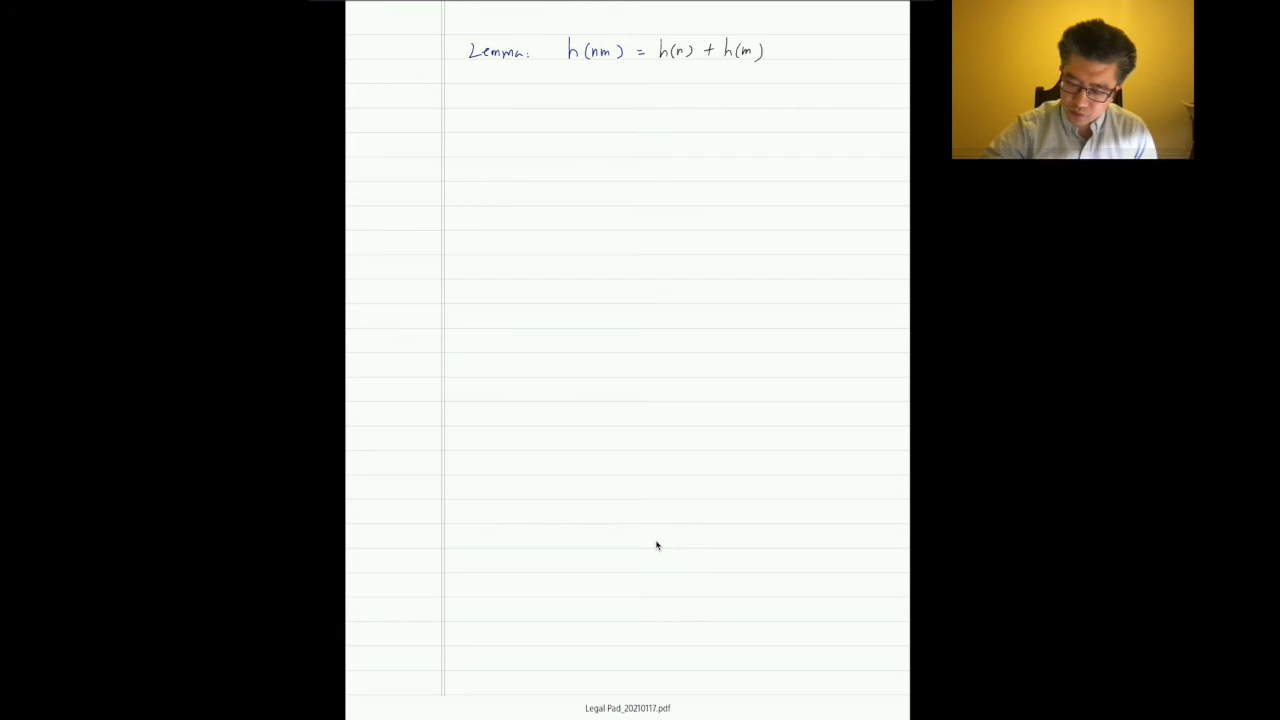 Lemma: h(nm) = h(n) + h(m)
Legal Pad_20210117.pdf